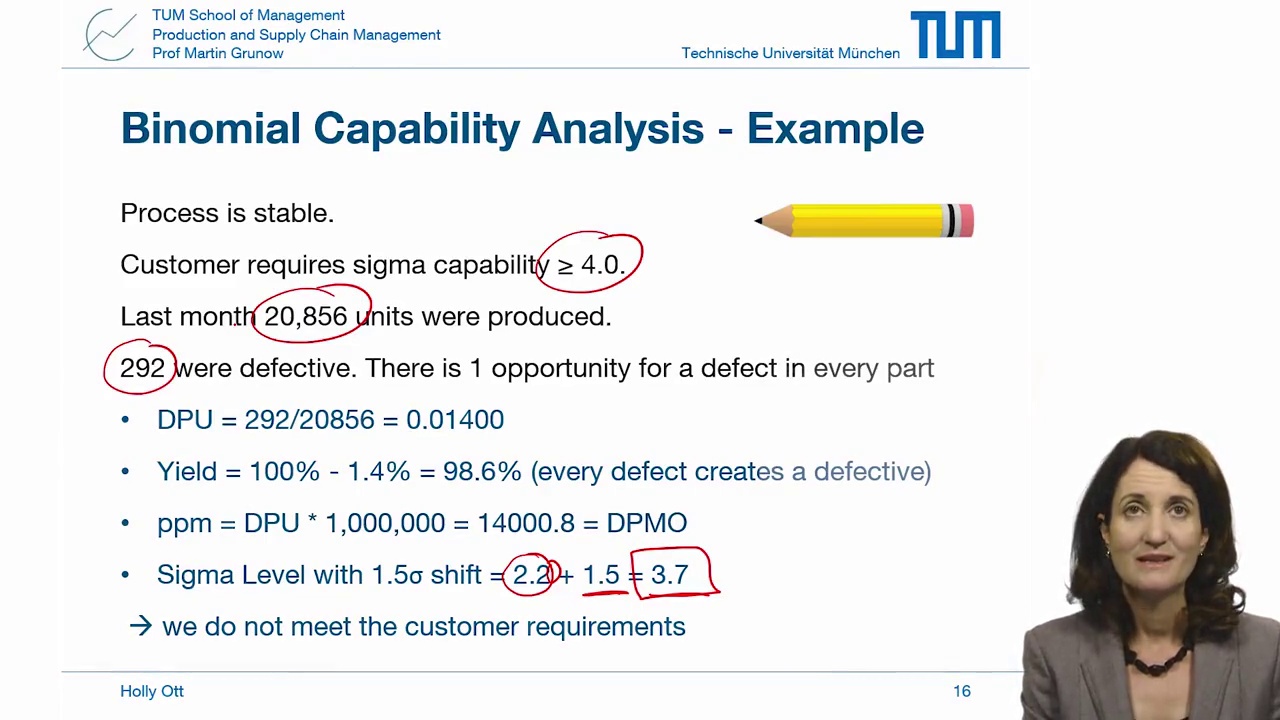 TUM School of Management
Production and Supply Chain Management
Prof Martin Grunow
Technische Universität München
TUM
Binomial Capability Analysis - Example
Process is stable.
Customer requires sigma capability ≥ 4.0.
Last month 20,856 units were produced.
292 were defective. There is 1 opportunity for a defect in every part
• DPU = 292/20856 = 0.01400
• Yield = 100% - 1.4% = 98.6% (every defect creates a defective)
• ppm = DPU * 1,000,000 = 14000.8 = DPMO
• Sigma Level with 1.5σ shift = 2.2 + 1.5 = 3.7
→ we do not meet the customer requirements
Holly Ott
16